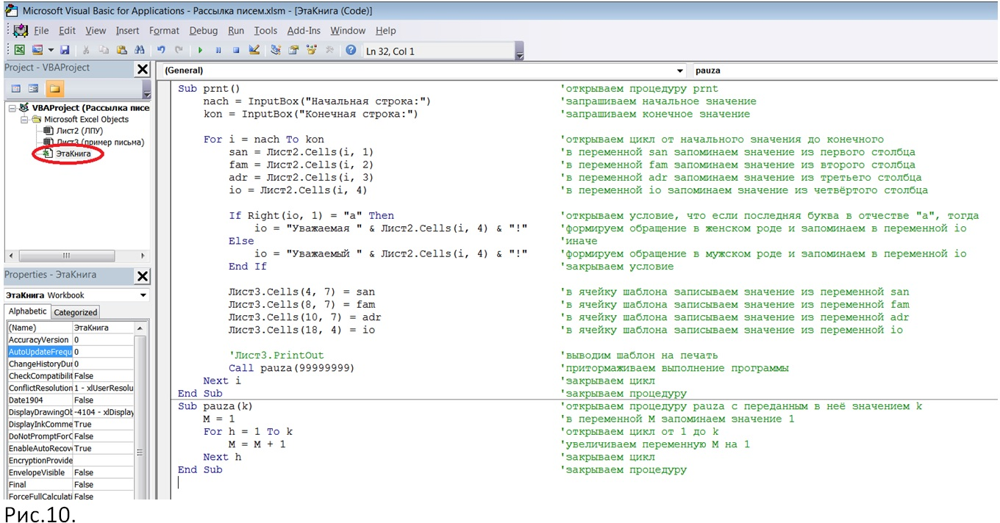 Microsoft Visual Basic for Applications - Рассылка писем.xlsm - [ЭтаКнига (Code)]
File Edit View Insert Format Debug Run Tools Add-Ins Window Help
Ln 32, Col 1
Project - VBAProject
(General) pauza
VBAProject (Рассылка писе
Microsoft Excel Objects
Лист2 (ЛПУ)
Лист3 (пример письма)
ЭтаКнига
Properties - ЭтаКнига
ЭтаКнига Workbook
Alphabetic Categorized
(Name) ЭтаКнига
AccuracyVersion 0
AutoUpdateFrequ 0
ChangeHistoryDur 0
CheckCompatibilit False
ConflictResolution 1 - xlUserResolu
Date1904 False
DisplayDrawingOb -4104 - xlDisplay
DisplayInkComme True
DoNotPromptForC False
EnableAutoRecov True
EncryptionProvide
EnvelopeVisible False
Final False
ForceFullCalculati False
Sub prnt() 'открываем процедуру prnt
nach = InputBox("Начальная строка:") 'запрашиваем начальное значение
kon = InputBox("Конечная строка:") 'запрашиваем конечное значение
For i = nach To kon 'открываем цикл от начального значения до конечного
san = Лист2.Cells(i, 1) 'в переменной san запоминаем значение из первого столбца
fam = Лист2.Cells(i, 2) 'в переменной fam запоминаем значение из второго столбца
adr = Лист2.Cells(i, 3) 'в переменной adr запоминаем значение из третьего столбца
io = Лист2.Cells(i, 4) 'в переменной io запоминаем значение из четвёртого столбца
If Right(io, 1) = "а" Then 'открываем условие, что если последняя буква в отчестве "а", тогда
io = "Уважаемая " & Лист2.Cells(i, 4) & "!" 'формируем обращение в женском роде и запоминаем в переменной io
Else 'иначе
io = "Уважаемый " & Лист2.Cells(i, 4) & "!" 'формируем обращение в мужском роде и запоминаем в переменной io
End If 'закрываем условие
Лист3.Cells(4, 7) = san 'в ячейку шаблона записываем значение из переменной san
Лист3.Cells(8, 7) = fam 'в ячейку шаблона записываем значение из переменной fam
Лист3.Cells(10, 7) = adr 'в ячейку шаблона записываем значение из переменной adr
Лист3.Cells(18, 4) = io 'в ячейку шаблона записываем значение из переменной io
'Лист3.PrintOut 'выводим шаблон на печать
Call pauza(99999999) 'притормаживаем выполнение программы
Next i 'закрываем цикл
End Sub 'закрываем процедуру
Sub pauza(k) 'открываем процедуру pauza с переданным в неё значением k
M = 1 'в переменной M запоминаем значение 1
For h = 1 To k 'открываем цикл от 1 до k
M = M + 1 'увеличиваем переменную M на 1
Next h 'закрываем цикл
End Sub 'закрываем процедуру
Рис.10.